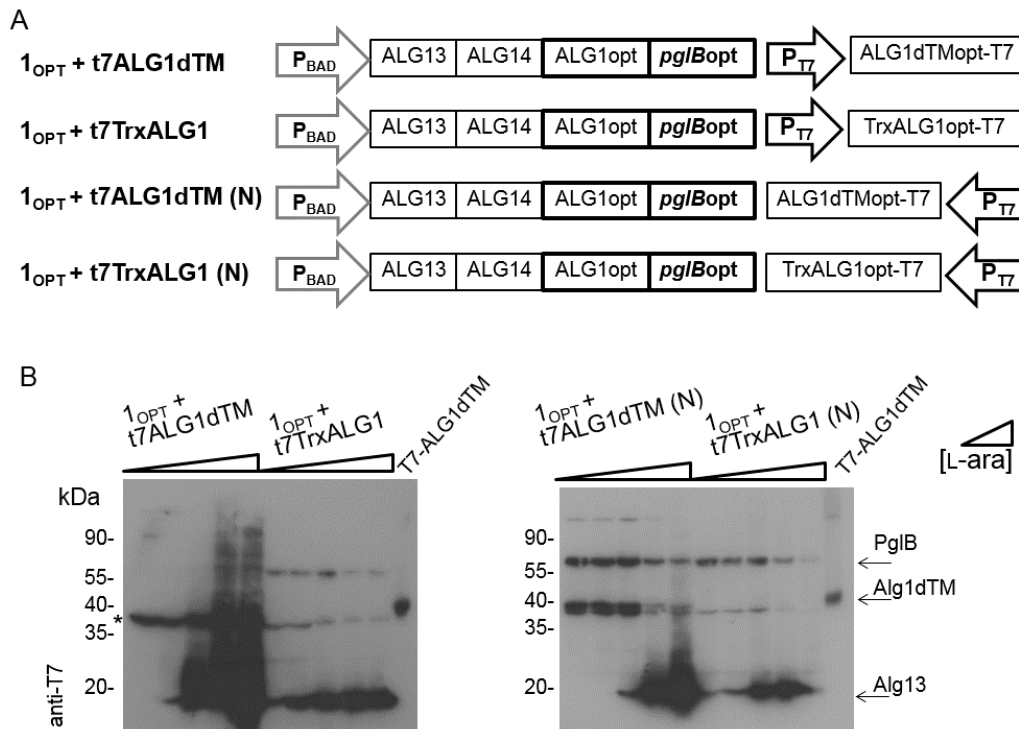 A
1OPT + t7ALG1dTM PBAD ALG13 ALG14 ALG1opt pglBopt PT7 ALG1dTMopt-T7
1OPT + t7TrxALG1 PBAD ALG13 ALG14 ALG1opt pglBopt PT7 TrxALG1opt-T7
1OPT + t7ALG1dTM (N) PBAD ALG13 ALG14 ALG1opt pglBopt ALG1dTMopt-T7 PT7
1OPT + t7TrxALG1 (N) PBAD ALG13 ALG14 ALG1opt pglBopt TrxALG1opt-T7 PT7
B
1OPT +
t7ALG1dTM
1OPT +
t7TrxALG1
T7-ALG1dTM
kDa
90-
55-
40-
*
35-
20-
anti-T7
1OPT +
t7ALG1dTM (N)
1OPT +
t7TrxALG1 (N)
T7-ALG1dTM
[L-ara]
90-
55-
40-
35-
20-
PglB
Alg1dTM
Alg13